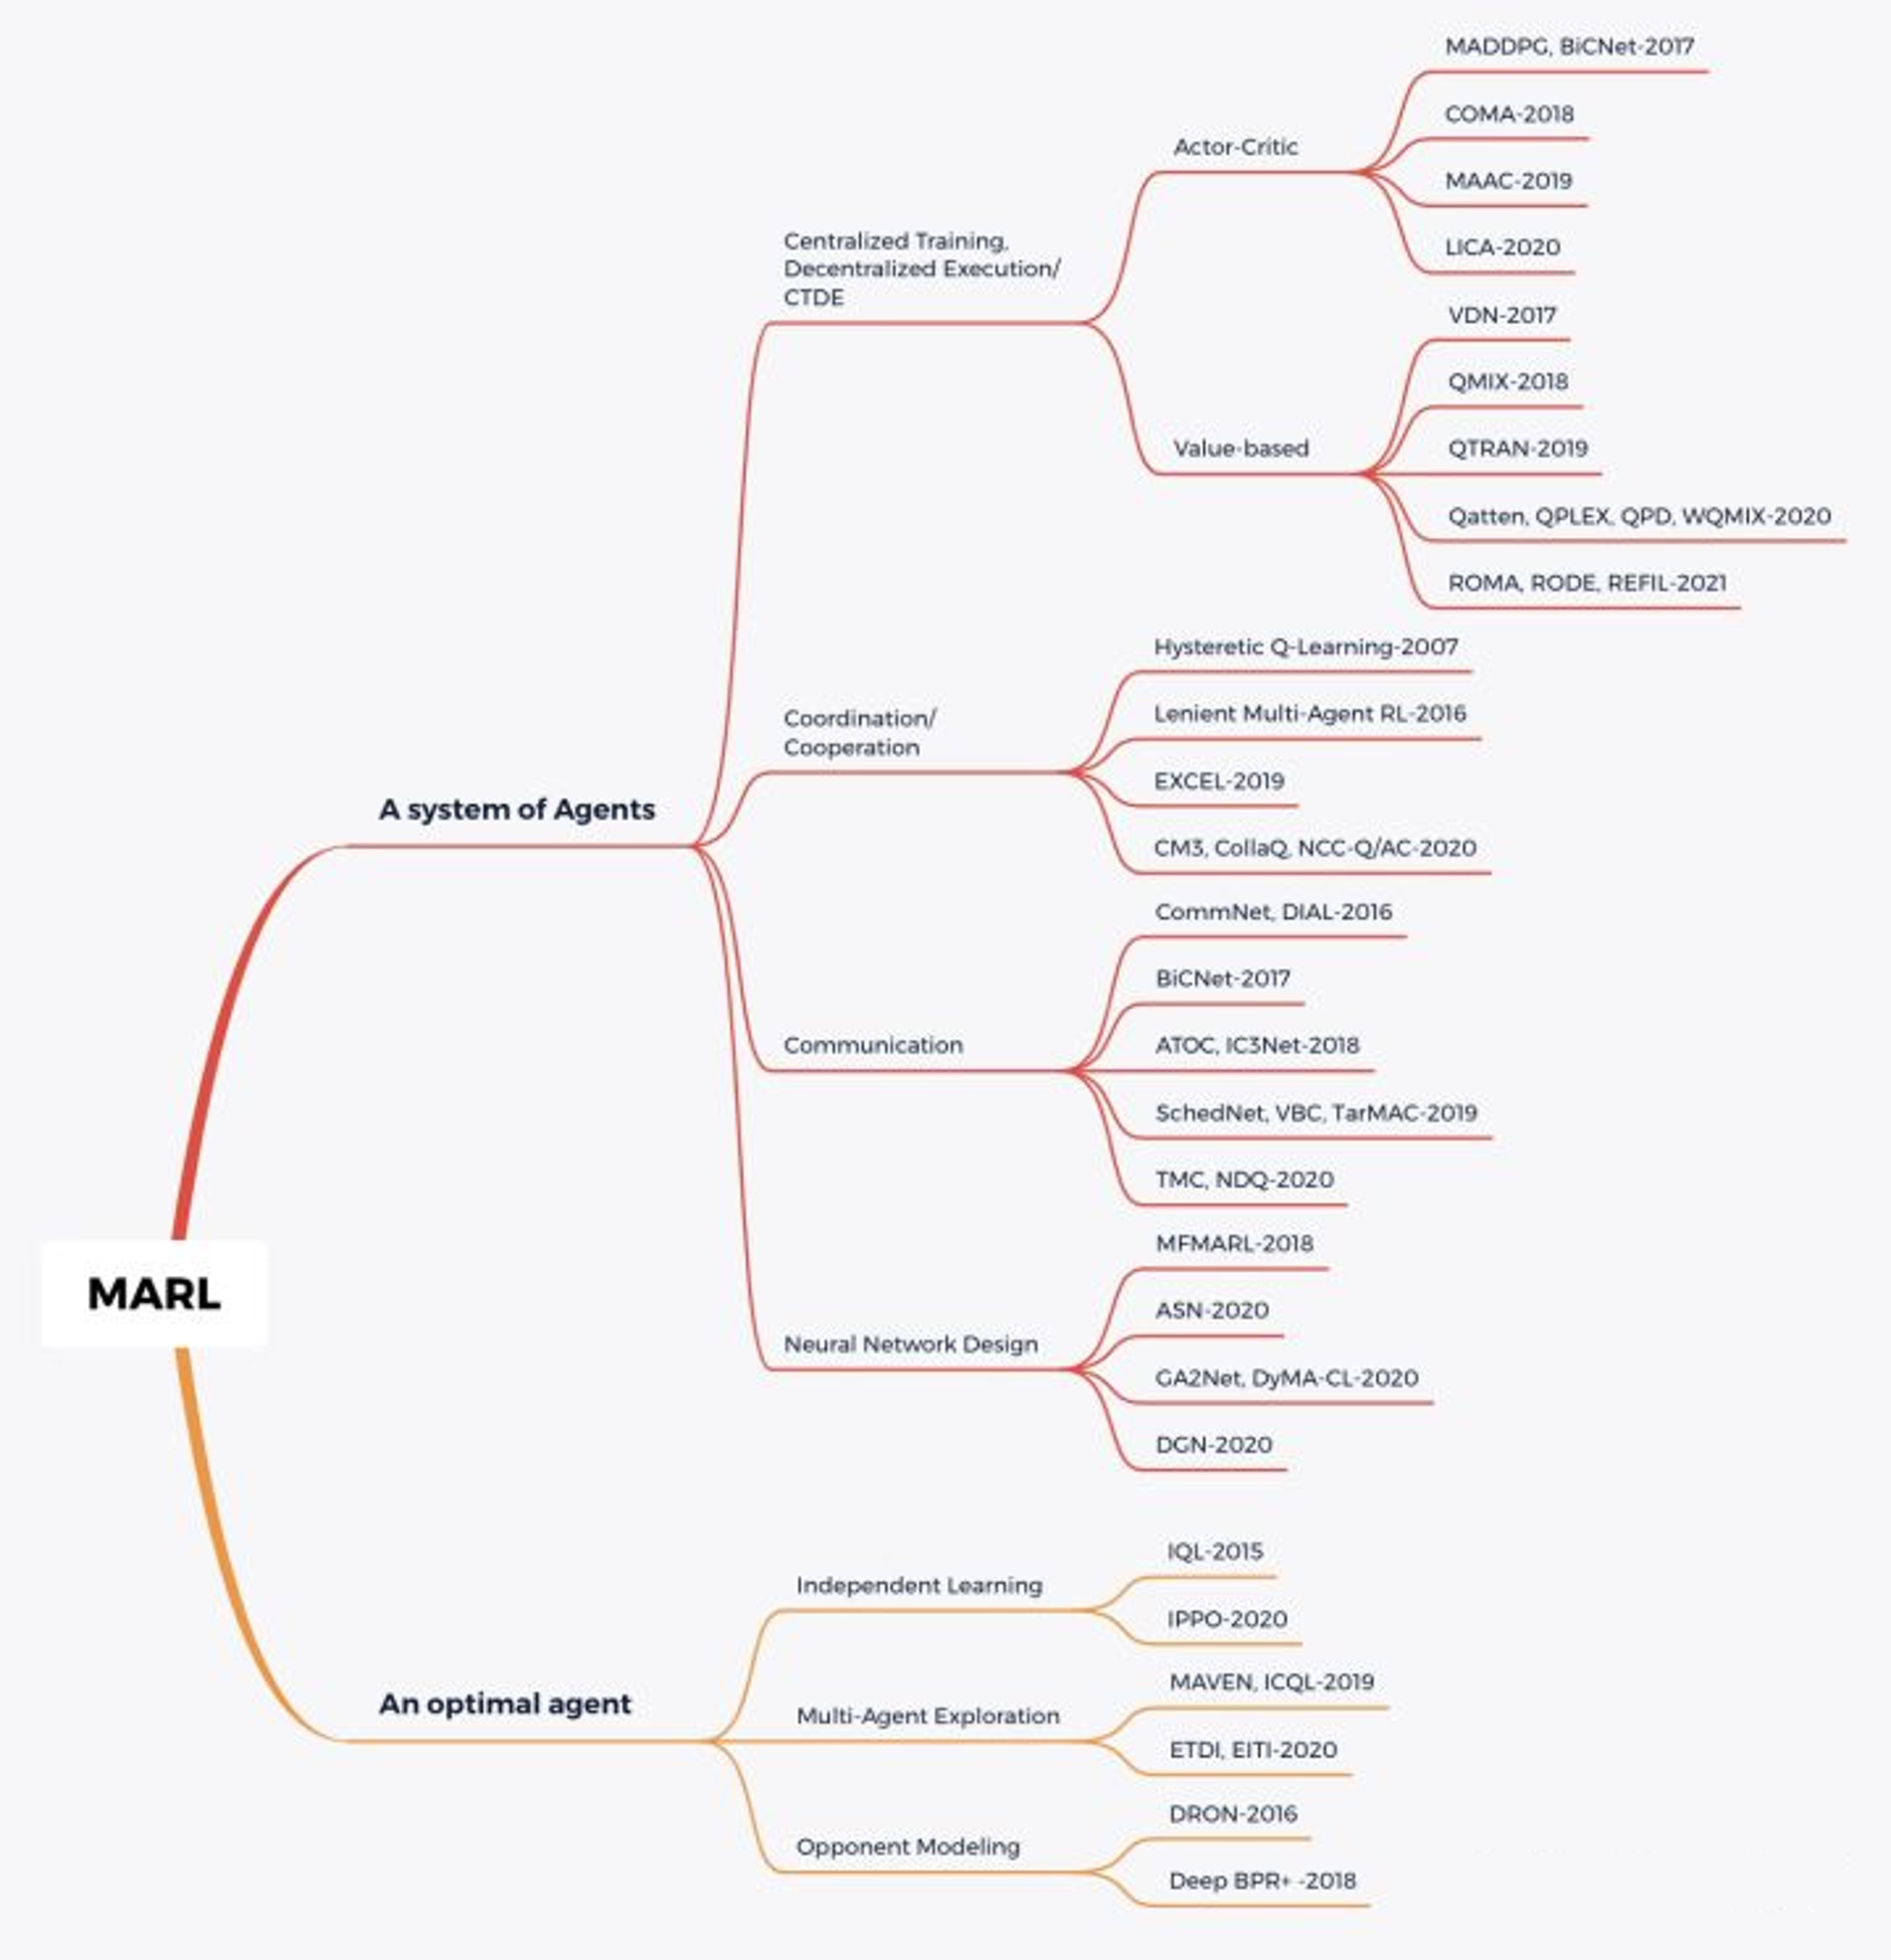 MADDPG, BiCNet-2017
COMA-2018
Actor-Critic
MAAC-2019
LICA-2020
Centralized Training,
Decentralized Execution/
CTDE
VDN-2017
QMIX-2018
Value-based
QTRAN-2019
Qatten, QPLEX, QPD, WQMIX-2020
ROMA, RODE, REFIL-2021
Hysteretic Q-Learning-2007
Lenient Multi-Agent RL-2016
Coordination/
Cooperation
EXCEL-2019
CM3, CollaQ, NCC-Q/AC-2020
A system of Agents
CommNet, DIAL-2016
BiCNet-2017
Communication
ATOC, IC3Net-2018
SchedNet, VBC, TarMAC-2019
TMC, NDQ-2020
MFMARL-2018
ASN-2020
Neural Network Design
GA2Net, DyMA-CL-2020
DGN-2020
MARL
IQL-2015
Independent Learning
IPPO-2020
MAVEN, ICQL-2019
An optimal agent
Multi-Agent Exploration
ETDI, EITI-2020
DRON-2016
Opponent Modeling
Deep BPR+ -2018